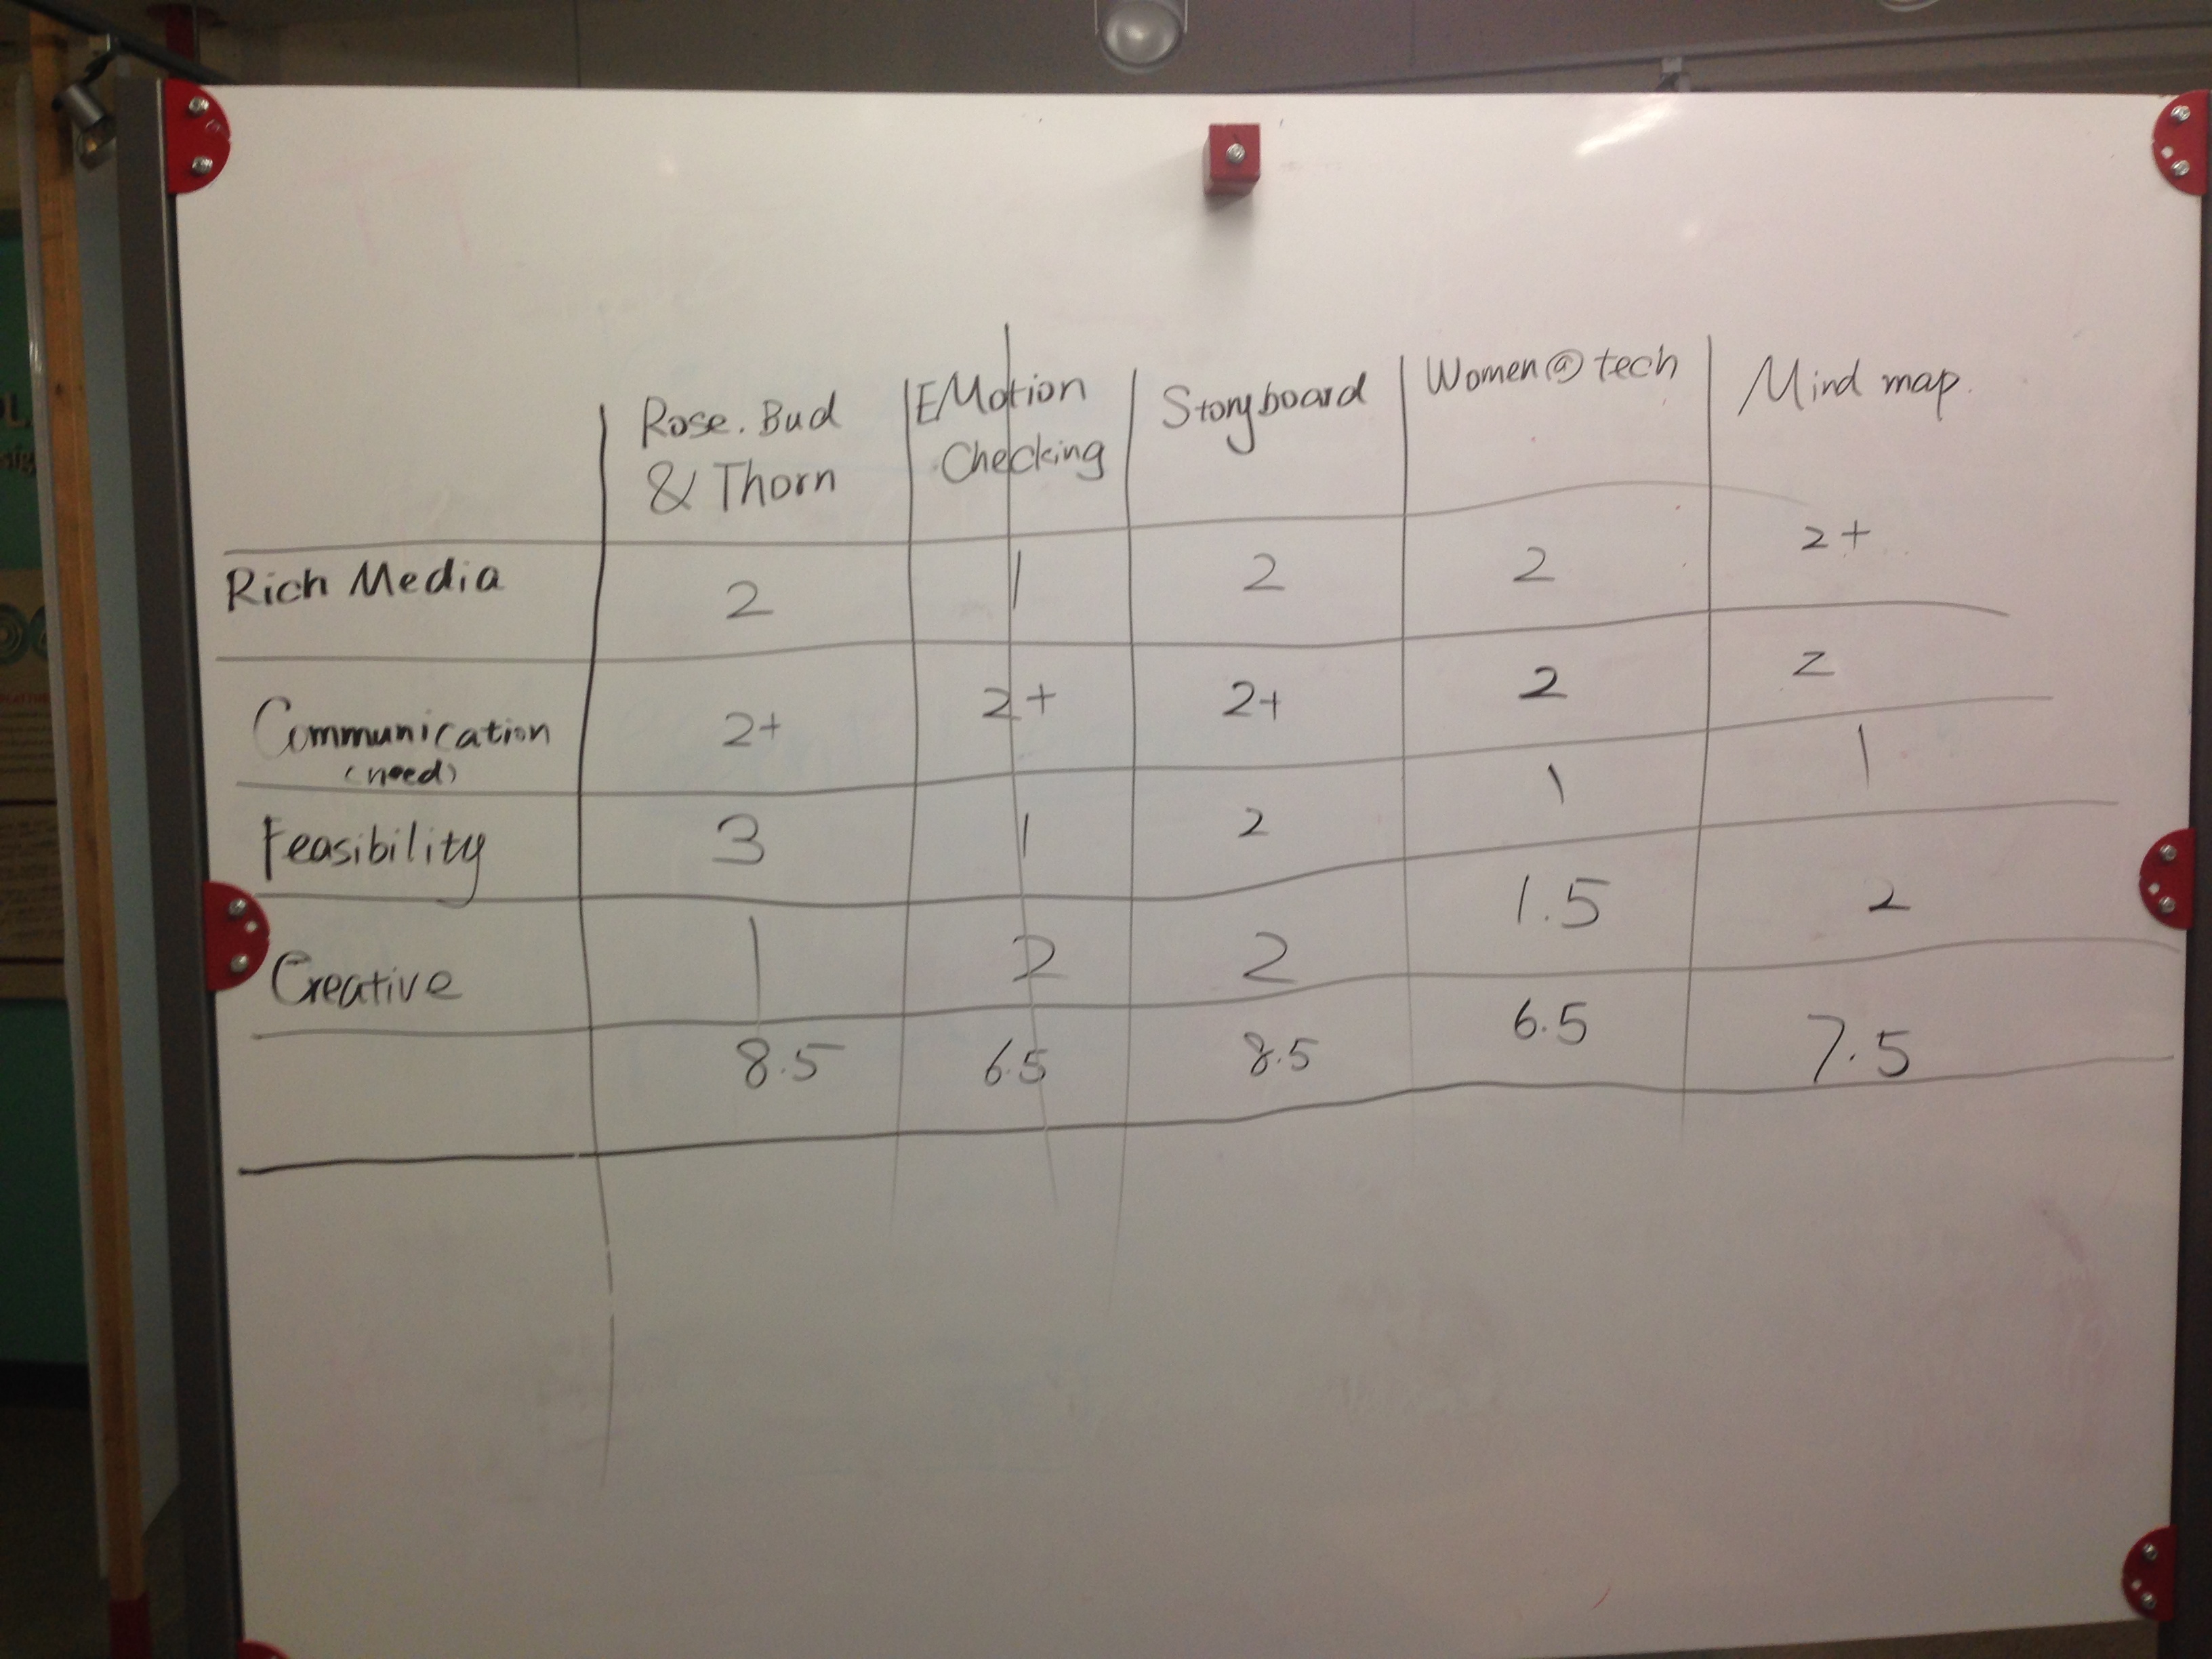 Rose. Bud & Thorn EMotion Checking Storyboard Women@tech Mind map.
Rich Media 2 1 2 2 2+
Communication (need) 2+ 2+ 2+ 2 2
Feasibility 3 1 2 1 1
Creative 1 2 2 1.5 2
8.5 6.5 8.5 6.5 7.5